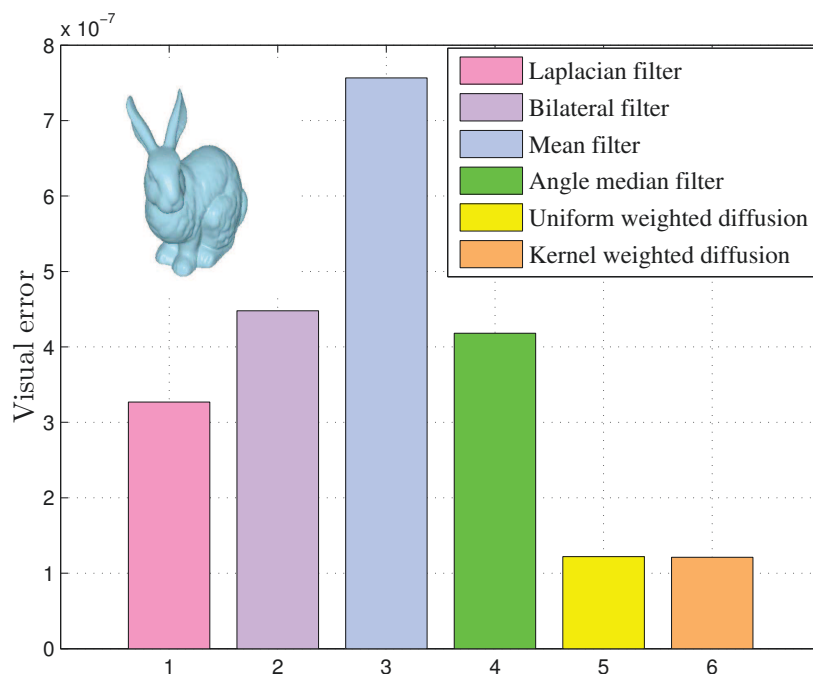 x 10⁻⁷
8
7
6
5
4
3
2
1
0
Visual error
Laplacian filter
Bilateral filter
Mean filter
Angle median filter
Uniform weighted diffusion
Kernel weighted diffusion
1 2 3 4 5 6